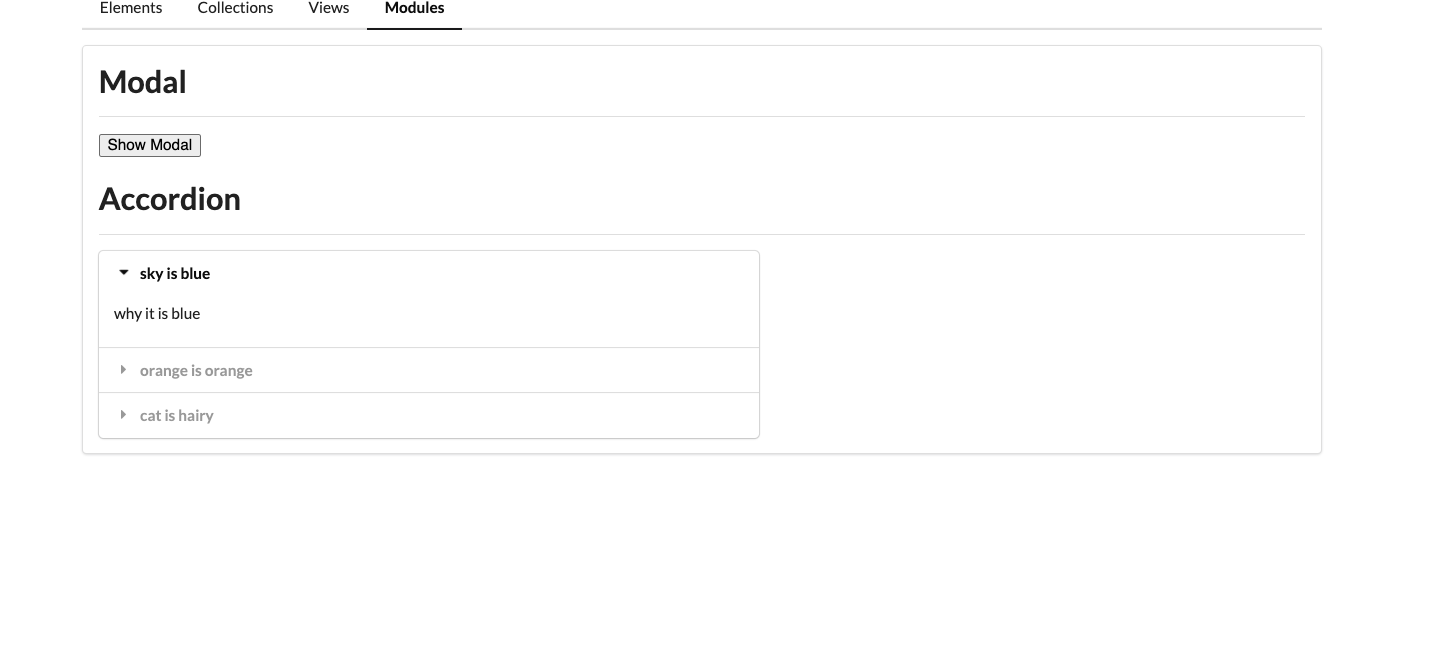 Elements Collections Views Modules
Modal
Show Modal
Accordion
sky is blue
why it is blue
orange is orange
cat is hairy